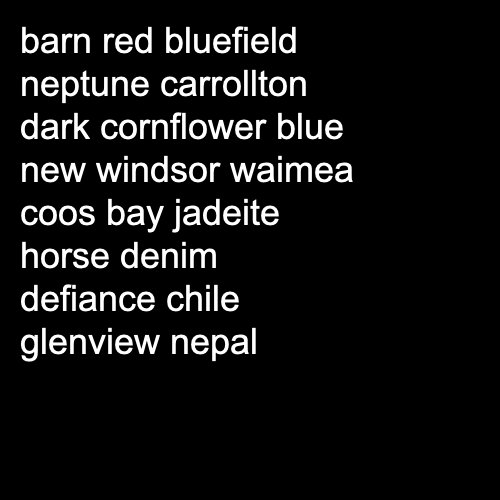 barn red bluefield
neptune carrollton
dark cornflower blue
new windsor waimea
coos bay jadeite
horse denim
defiance chile
glenview nepal